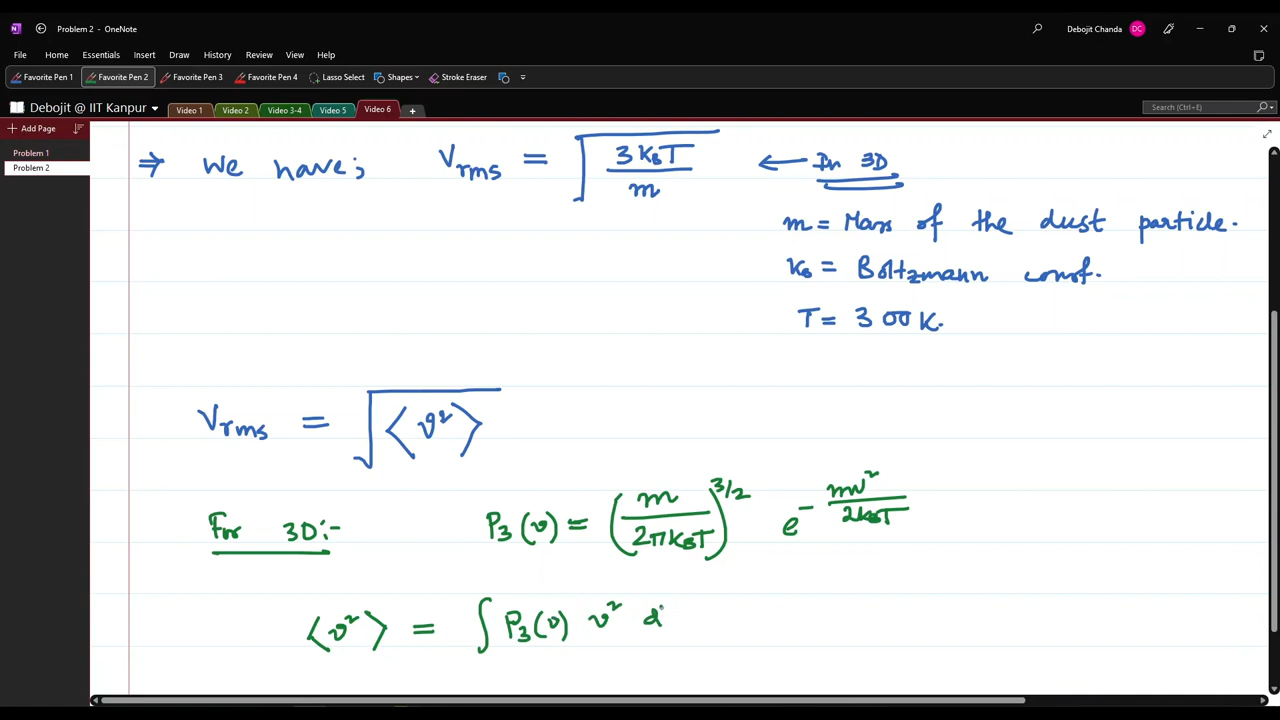 Problem 2 - OneNote
Debojit Chanda DC
File Home Essentials Insert Draw History Review View Help
Favorite Pen 1 Favorite Pen 2 Favorite Pen 3 Favorite Pen 4 Lasso Select Shapes Stroke Eraser
Debojit @ IIT Kanpur Video 1 Video 2 Video 3-4 Video 5 Video 6 +
Search (Ctrl+E)
+ Add Page
Problem 1
Problem 2
⇒ We have; Vrms = √(3 KBT / m) ← In 3D
m = Mass of the dust particle.
KB = Boltzmann const.
T = 300 K.
Vrms = √⟨v²⟩
For 3D:- P₃(v) = (m / 2πKBT)^3/2 e^(- mv² / 2KBT)
⟨v²⟩ = ∫ P₃(v) v² d